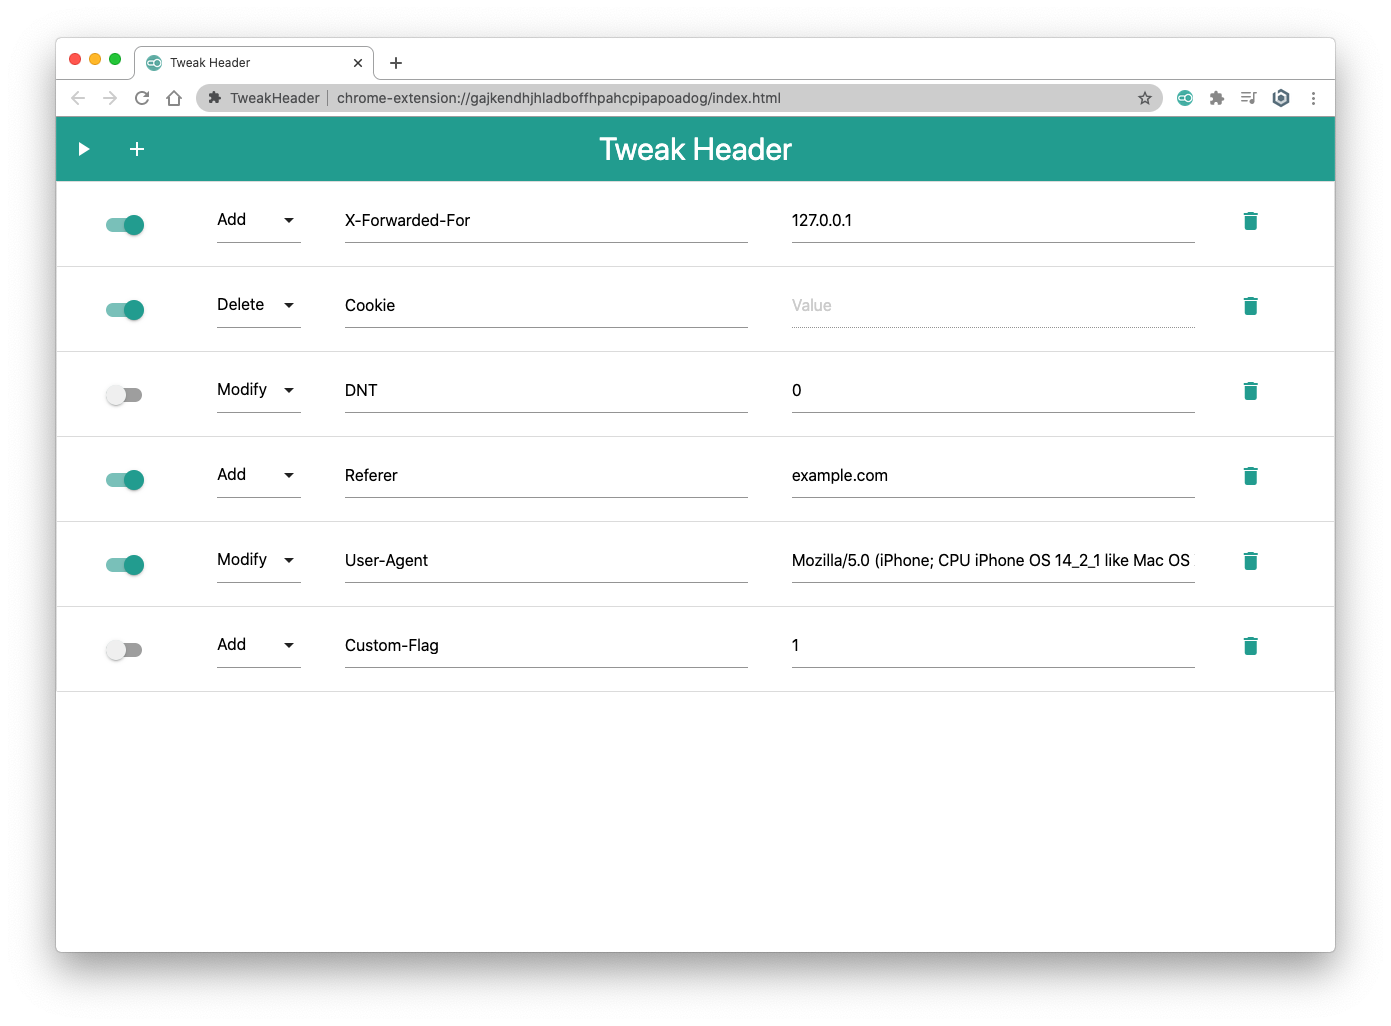 Tweak Header
TweakHeader chrome-extension://gajkendhjhladboffhpahcpipapoadog/index.html
Tweak Header
Add X-Forwarded-For 127.0.0.1
Delete Cookie Value
Modify DNT 0
Add Referer example.com
Modify User-Agent Mozilla/5.0 (iPhone; CPU iPhone OS 14_2_1 like Mac OS
Add Custom-Flag 1